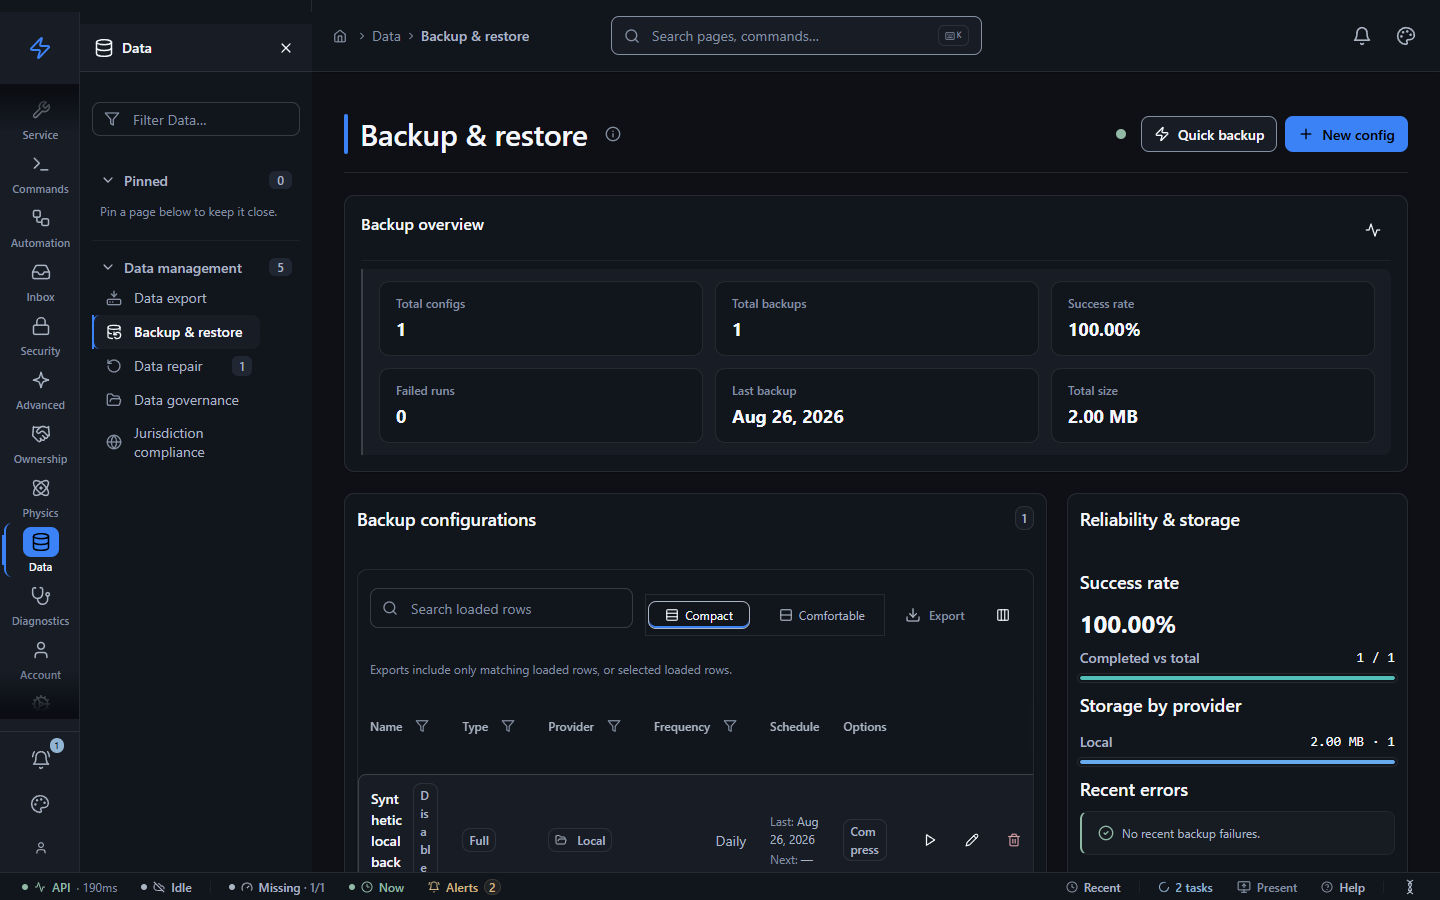 Data
Data
Backup & restore
Search pages, commands...
K
Service
Commands
Automation
Inbox
Security
Advanced
Ownership
Physics
Data
Diagnostics
Account
1
Filter Data...
Pinned
0
Pin a page below to keep it close.
Data management
5
Data export
Backup & restore
Data repair
1
Data governance
Jurisdiction
compliance
Backup & restore
Quick backup
New config
Backup overview
Total configs
1
Total backups
1
Success rate
100.00%
Failed runs
0
Last backup
Aug 26, 2026
Total size
2.00 MB
Backup configurations
1
Search loaded rows
Compact
Comfortable
Export
Exports include only matching loaded rows, or selected loaded rows.
Name
Type
Provider
Frequency
Schedule
Options
Synt
hetic
local
back
D
is
a
bl
e
Full
Local
Daily
Last: Aug
26, 2026
Next: —
Com
press
Reliability & storage
Success rate
100.00%
Completed vs total
1 / 1
Storage by provider
Local
2.00 MB · 1
Recent errors
No recent backup failures.
API · 190ms
Idle
Missing · 1/1
Now
Alerts 2
Recent
2 tasks
Present
Help